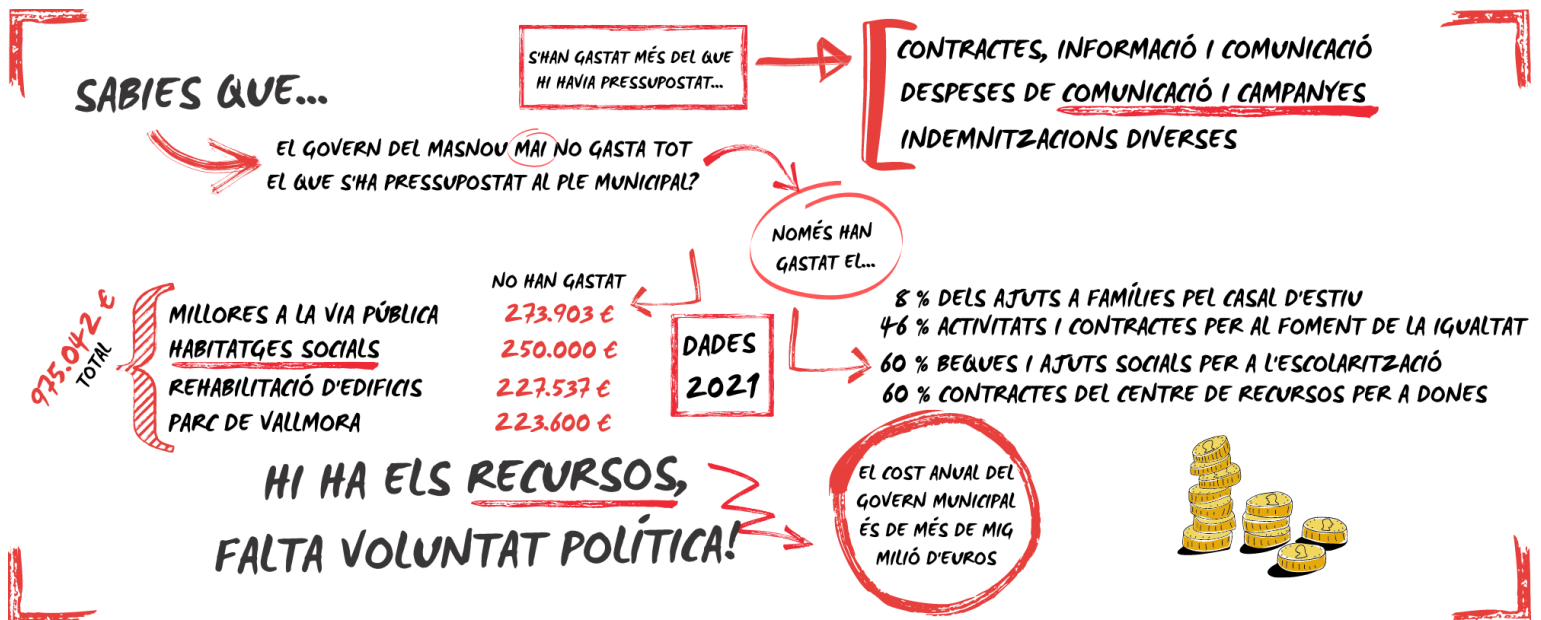 SABIES QUE...
EL GOVERN DEL MASNOU MAI NO GASTA TOT
EL QUE S'HA PRESSUPOSTAT AL PLE MUNICIPAL?
S'HAN GASTAT MÉS DEL QUE
HI HAVIA PRESSUPOSTAT...
CONTRACTES, INFORMACIÓ I COMUNICACIÓ
DESPESES DE COMUNICACIÓ I CAMPANYES
INDEMNITZACIONS DIVERSES
NOMÉS HAN
GASTAT EL...
8 % DELS AJUTS A FAMÍLIES PEL CASAL D'ESTIU
46 % ACTIVITATS I CONTRACTES PER AL FOMENT DE LA IGUALTAT
60 % BEQUES I AJUTS SOCIALS PER A L'ESCOLARITZACIÓ
60 % CONTRACTES DEL CENTRE DE RECURSOS PER A DONES
DADES
2021
NO HAN GASTAT
MILLORES A LA VIA PÚBLICA 273.903 €
HABITATGES SOCIALS 250.000 €
REHABILITACIÓ D'EDIFICIS 227.537 €
PARC DE VALLMORA 223.600 €
975.042 €
TOTAL
HI HA ELS RECURSOS,
FALTA VOLUNTAT POLÍTICA!
EL COST ANUAL DEL
GOVERN MUNICIPAL
ÉS DE MÉS DE MIG
MILIÓ D'EUROS